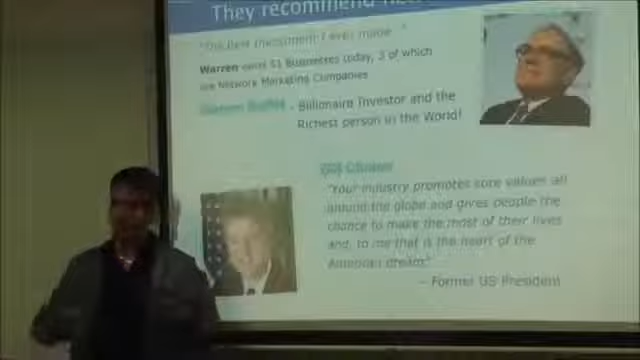 They recommend
"The best investment I ever made..."
Warren owns 51 Businesses today, 3 of which
are Network Marketing Companies
Warren Buffet - Billionaire Investor and the
Richest person in the World!
Bill Clinton
"Your industry promotes core values all
around the globe and gives people the
chance to make the most of their lives
and, to me that is the heart of the
American dream"
– Former US President